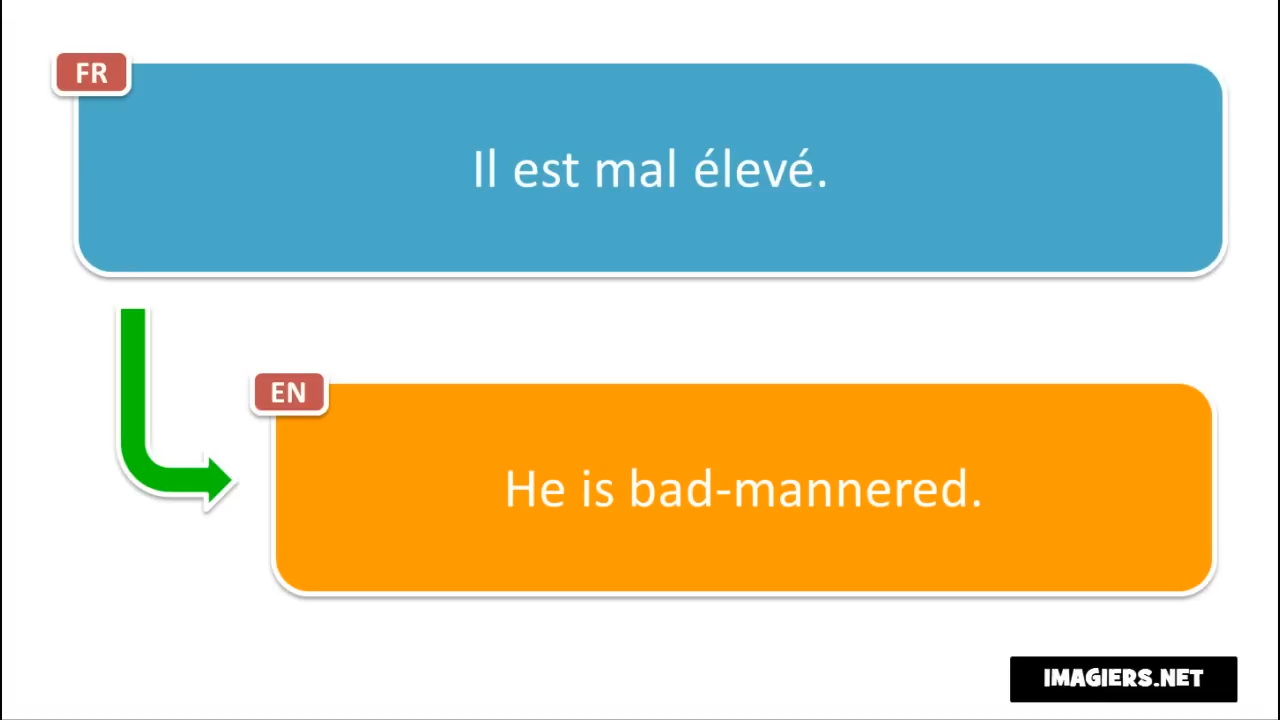 FR
Il est mal élevé.
EN
He is bad-mannered.
IMAGIERS.NET